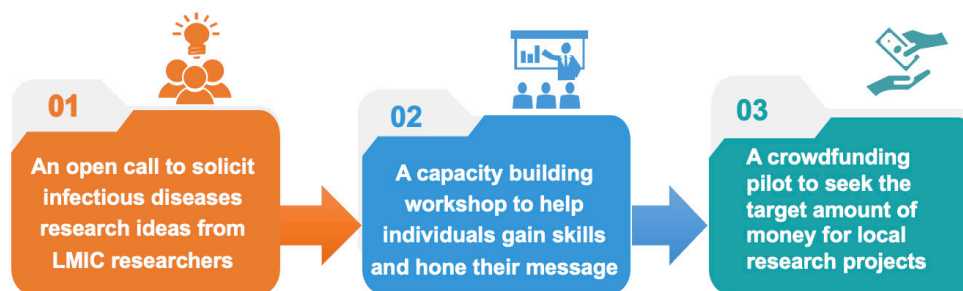 01
An open call to solicit
infectious diseases
research ideas from
LMIC researchers
02
A capacity building
workshop to help
individuals gain skills
and hone their message
03
A crowdfunding
pilot to seek the
target amount of
money for local
research projects